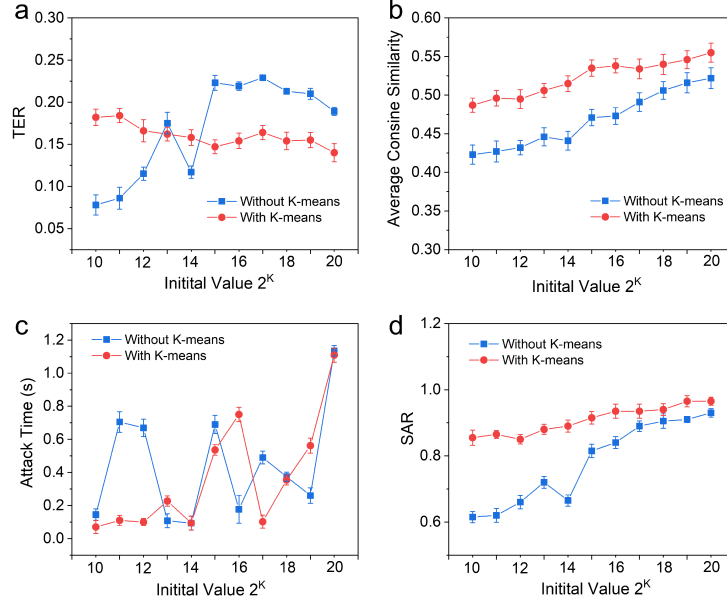 a
0.30
0.25
0.20
0.15
0.10
0.05
TER
Without K-means
With K-means
10 12 14 16 18 20
Initital Value 2^K
b
0.60
0.55
0.50
0.45
0.40
0.35
0.30
Average Consine Similarity
Without K-means
With K-means
10 12 14 16 18 20
Initital Value 2^K
c
1.2
1.0
0.8
0.6
0.4
0.2
0.0
Attack Time (s)
Without K-means
With K-means
10 12 14 16 18 20
Initital Value 2^K
d
1.2
1.0
0.8
0.6
SAR
Without K-means
With K-means
10 12 14 16 18 20
Initital Value 2^K